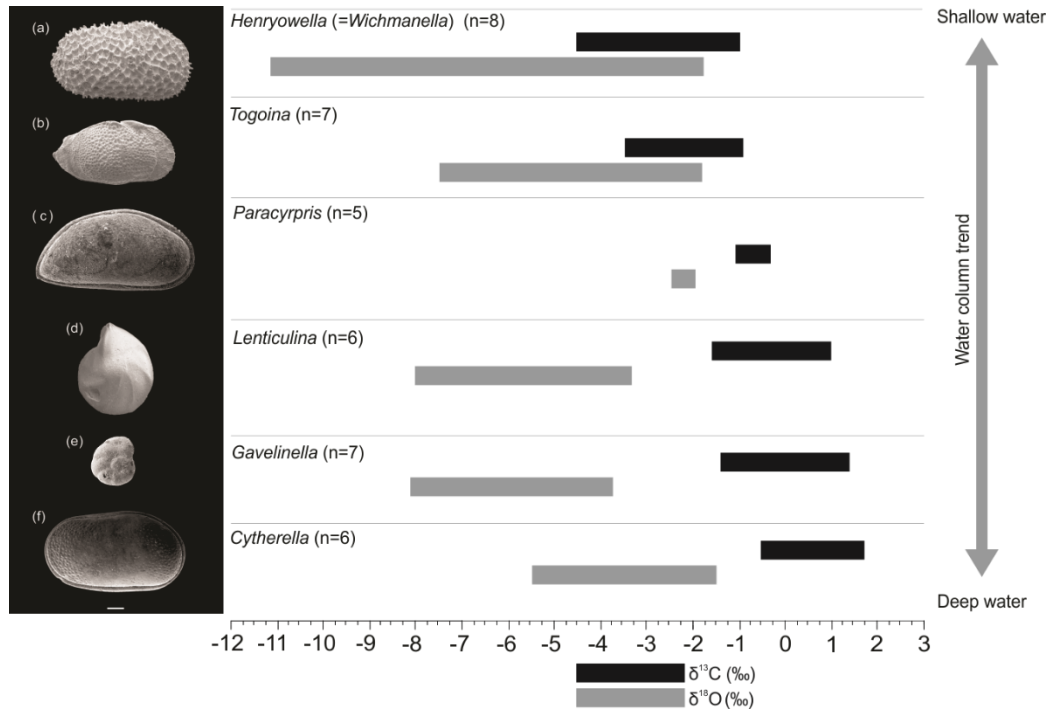 (a)
Henryowella (=Wichmanella) (n=8)
Shallow water
(b)
Togoina (n=7)
(c)
Paracyrpris (n=5)
(d)
Lenticulina (n=6)
Water column trend
(e)
Gavelinella (n=7)
(f)
Cytherella (n=6)
Deep water
-12 -11 -10 -9 -8 -7 -6 -5 -4 -3 -2 -1 0 1 2 3
δ¹³C (‰)
δ¹⁸O (‰)